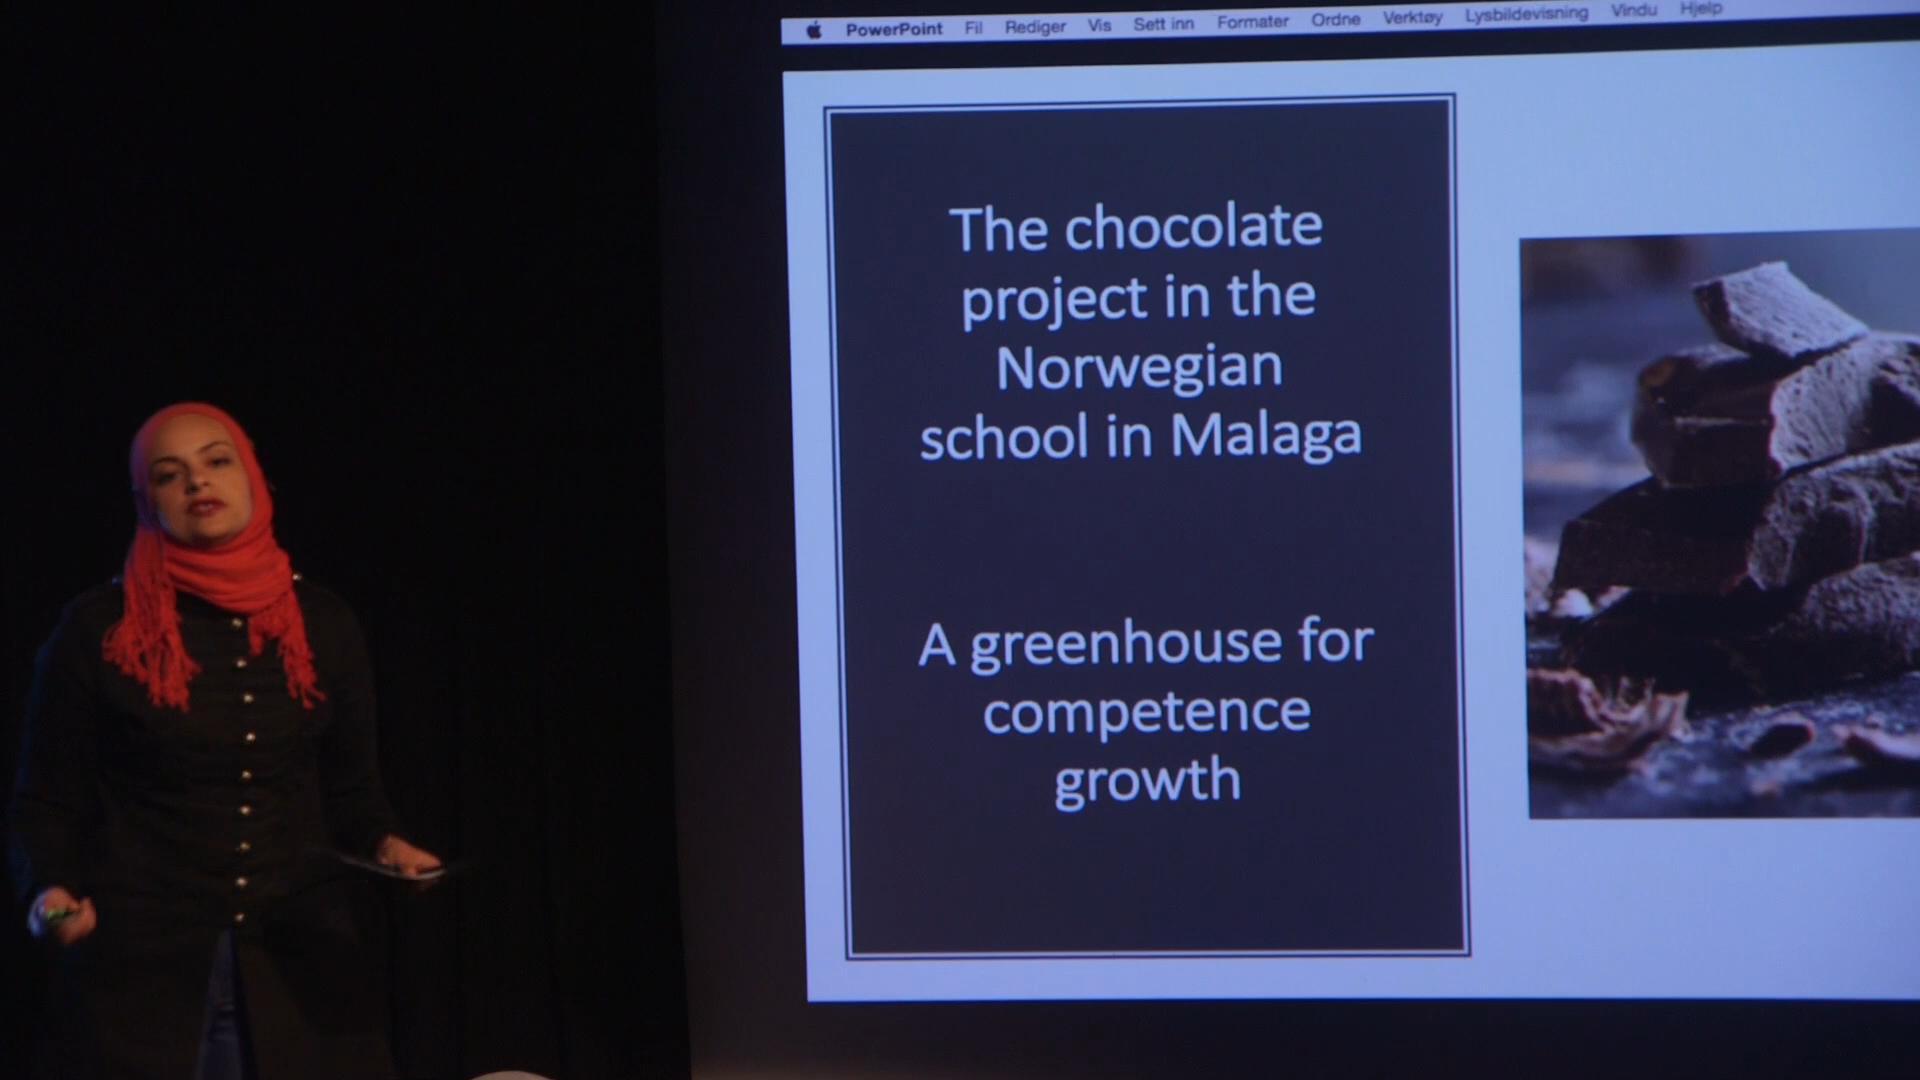 PowerPoint Fil Rediger Vis Sett inn Formater Ordne Verktøy Lysbildevisning Vindu Hjelp
The chocolate
project in the
Norwegian
school in Malaga
A greenhouse for
competence
growth